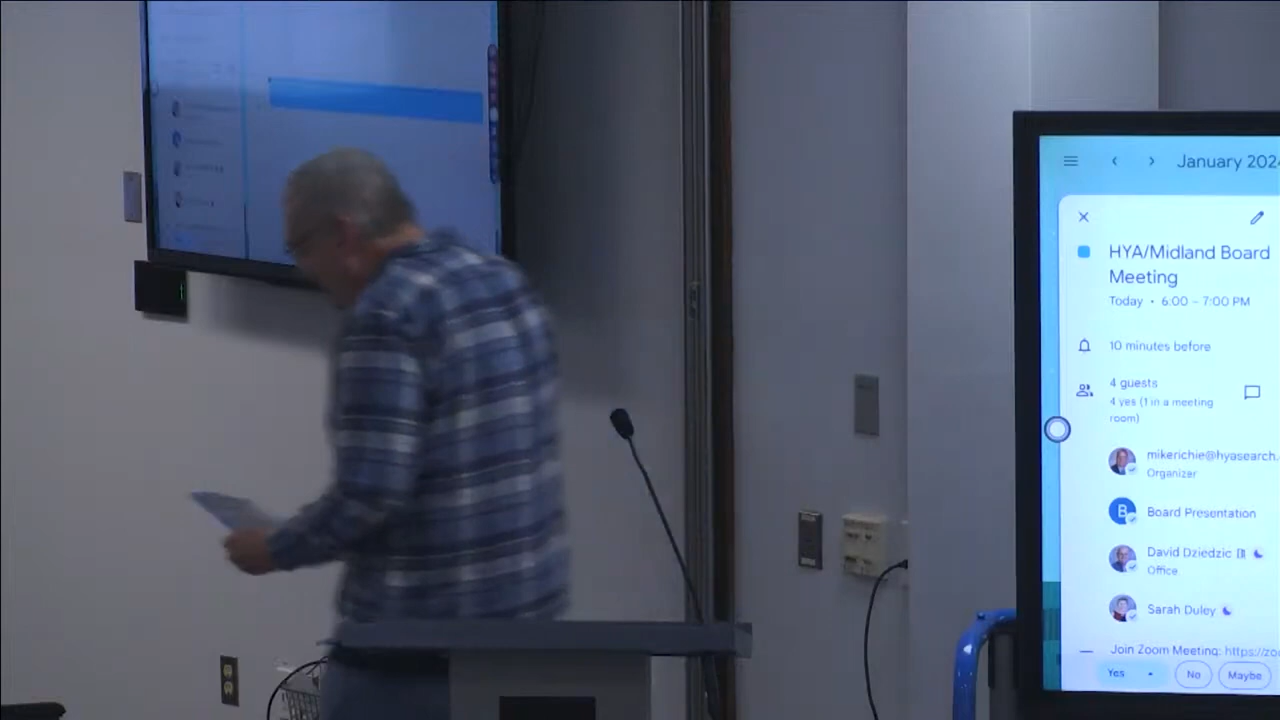 January 202
HYA/Midland Board
Meeting
Today • 6:00 – 7:00 PM
10 minutes before
4 guests
4 yes (1 in a meeting
room)
mikerichie@hyasearch.
Organizer
B
Board Presentation
David Dziedzic
Office
Sarah Duley
Join Zoom Meeting: https://zo
Yes
No
Maybe